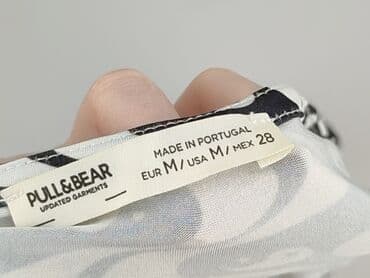 PULL&BEAR
UPDATED GARMENTS
MADE IN PORTUGAL
EUR M / USA M / MEX 28